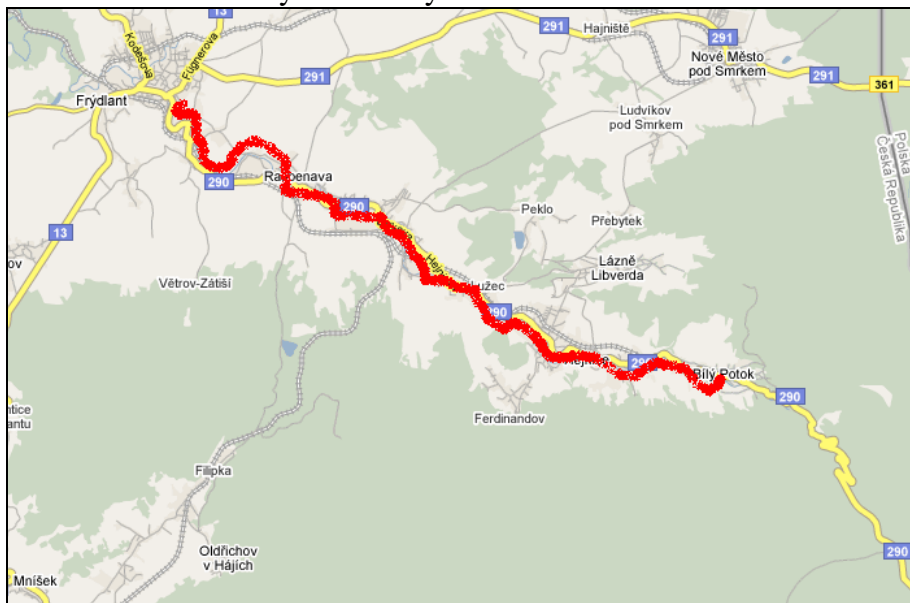 13
Hajniště
291
291
Nové Město
pod Smrkem
Kodešova
Fügnerova
291
291
361
Frýdlant
Ludvíkov
pod Smrkem
Polska
Česká Republika
290
290
Peklo
Přebytek
13
Větrov-Zátiší
Lázně
Libverda
290
290
Bílý Potok
290
Ferdinandov
Filipka
Oldřichov
v Hájích
290
Mníšek